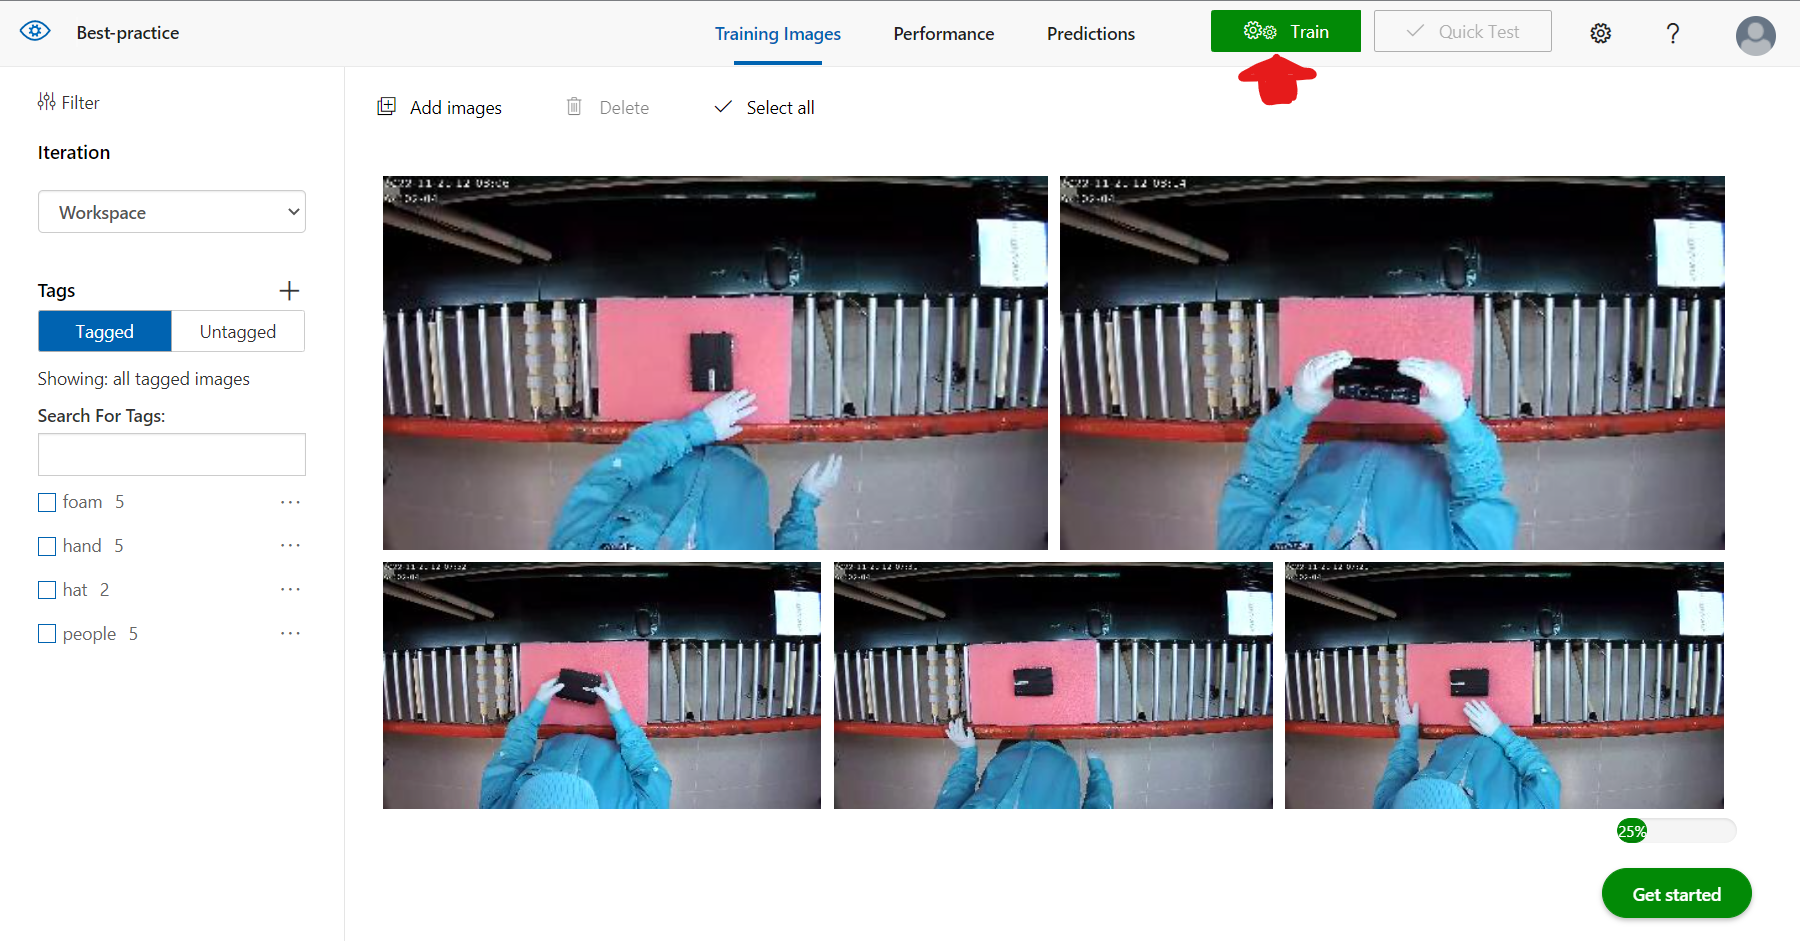 Best-practice
Training Images
Performance
Predictions
Train
Quick Test
?
Filter
Add images
Delete
Select all
Iteration
Workspace
Tags
Tagged
Untagged
Showing: all tagged images
Search For Tags:
foam 5
hand 5
hat 2
people 5
25%
Get started